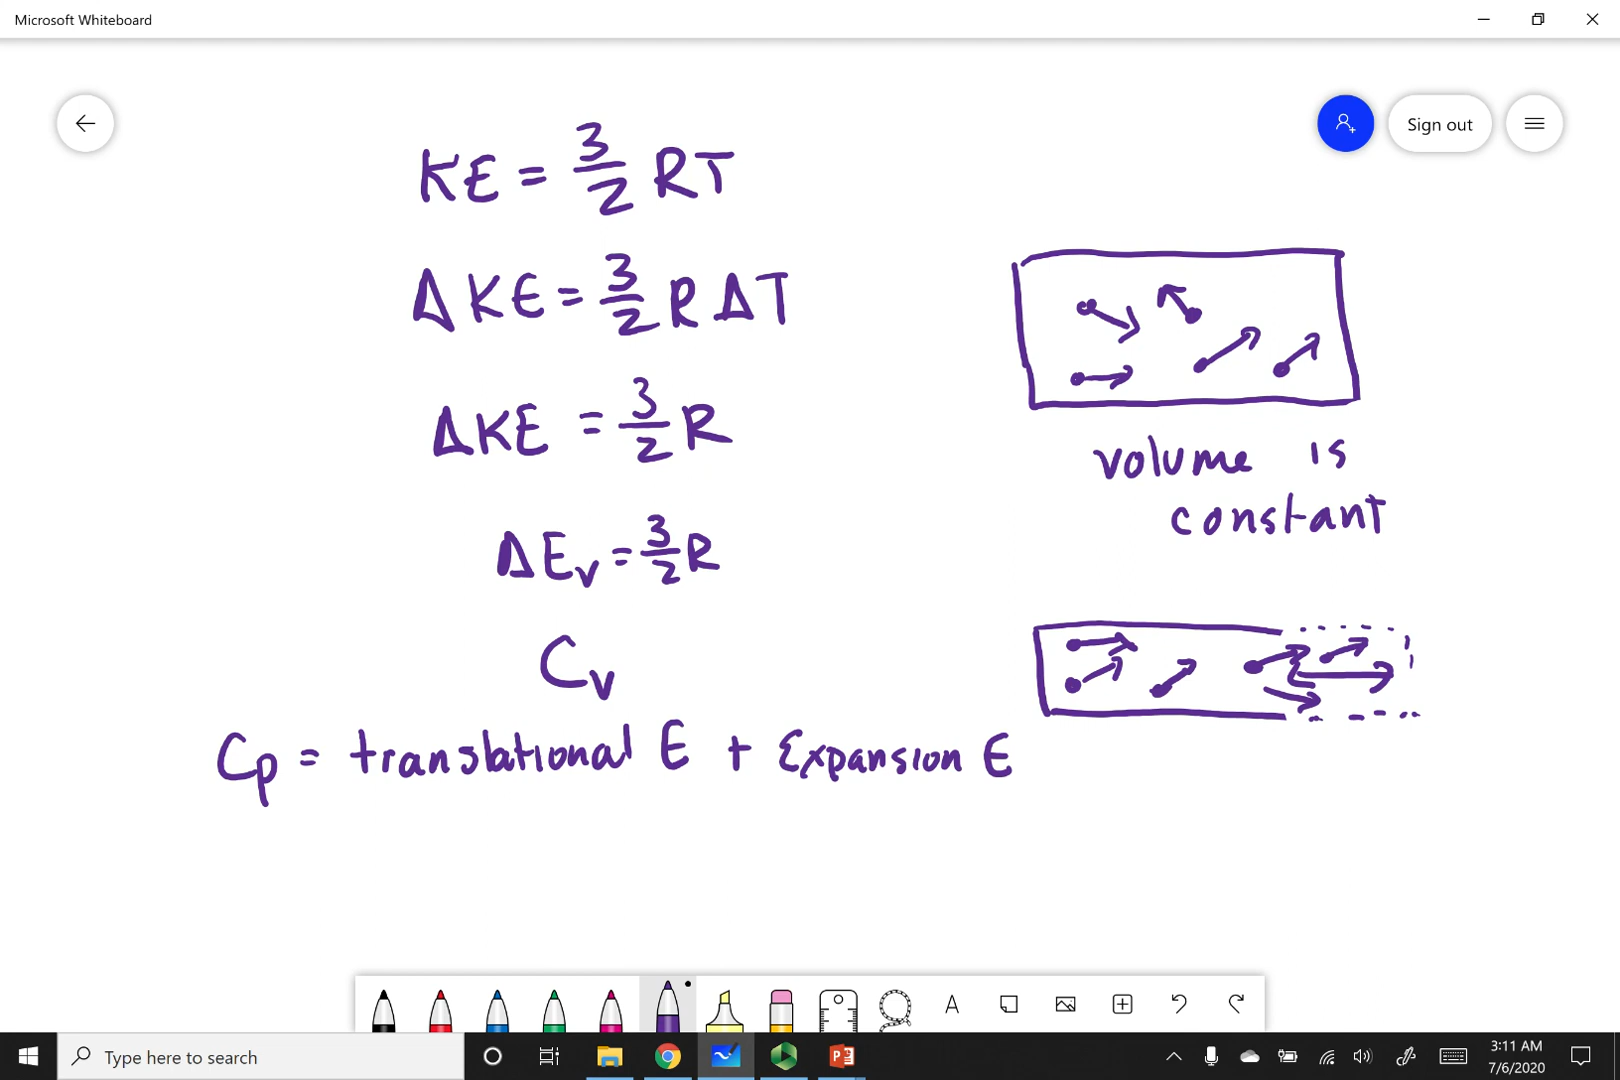 Microsoft Whiteboard
Sign out
KE = 3/2 RT
Δ KE = 3/2 R ΔT
ΔKE = 3/2 R
ΔEv = 3/2 R
Cv
Cp = translational E + Expansion E
volume is
constant
A
Type here to search
3:11 AM
7/6/2020